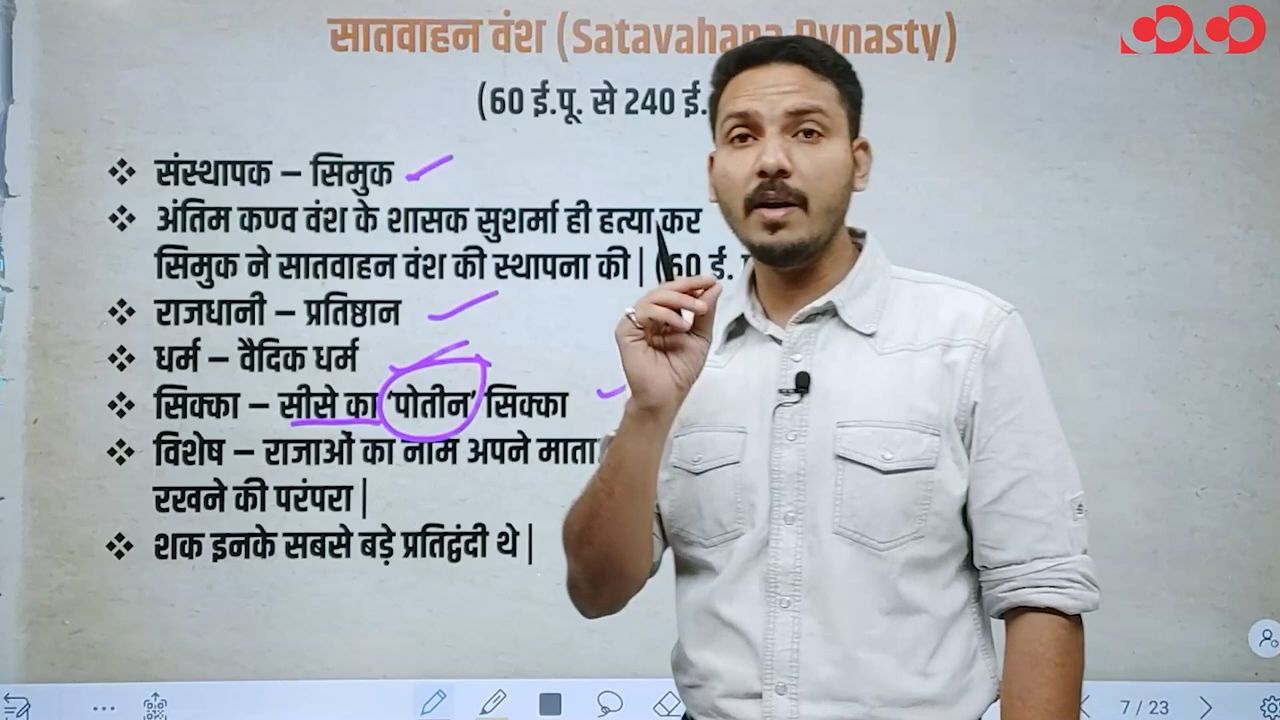 सातवाहन वंश (Satavahana Dynasty)
(60 ई.पू. से 240 ई.
❖ संस्थापक – सिमुक
❖ अंतिम कण्व वंश के शासक सुशर्मा ही हत्या कर
सिमुक ने सातवाहन वंश की स्थापना की | (60 ई.
❖ राजधानी – प्रतिष्ठान
❖ धर्म – वैदिक धर्म
❖ सिक्का – सीसे का 'पोतीन' सिक्का
❖ विशेष – राजाओं का नाम अपने माता
रखने की परंपरा |
❖ शक इनके सबसे बड़े प्रतिद्वंदी थे |
7 / 23